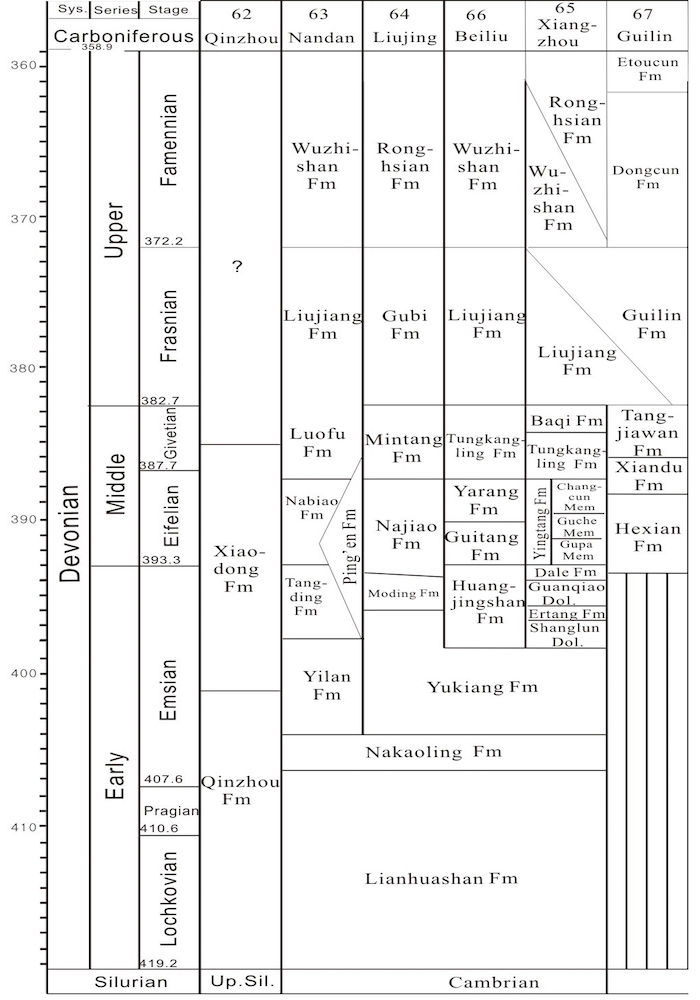 Sys. Series Stage 62 63 64 66 65 67
Carboniferous Qinzhou Nandan Liujing Beiliu Xiang-
zhou Guilin
358.9
360
370
380
390
400
410
Devonian
Upper
Middle
Early
Famennian
372.2
Frasnian
382.7
Givetian
387.7
Eifelian
393.3
Emsian
407.6
Pragian
410.6
Lochkovian
419.2
?
Xiao-
dong
Fm
Qinzhou
Fm
Wuzhi-
shan
Fm
Liujiang
Fm
Luofu
Fm
Nabiao
Fm
Ping'en Fm
Tang-
ding
Fm
Yilan
Fm
Rong-
hsian
Fm
Gubi
Fm
Mintang
Fm
Najiao
Fm
Moding Fm
Wuzhi-
shan
Fm
Liujiang
Fm
Tungkang-
ling Fm
Yarang
Fm
Guitang
Fm
Huang-
jingshan
Fm
Rong-
hsian
Fm
Wu-
zhi-
shan
Fm
Liujiang
Fm
Baqi Fm
Tungkang-
ling Fm
Yingtang Fm
Chang-
cun
Mem
Guche
Mem
Gupa
Mem
Dale Fm
Guanqiao
Dol.
Ertang Fm
Shanglun
Dol.
Etoucun
Fm
Dongcun
Fm
Guilin
Fm
Tang-
jiawan
Fm
Xiandu
Fm
Hexian
Fm
Yukiang Fm
Nakaoling Fm
Lianhuashan Fm
Silurian Up.Sil. Cambrian